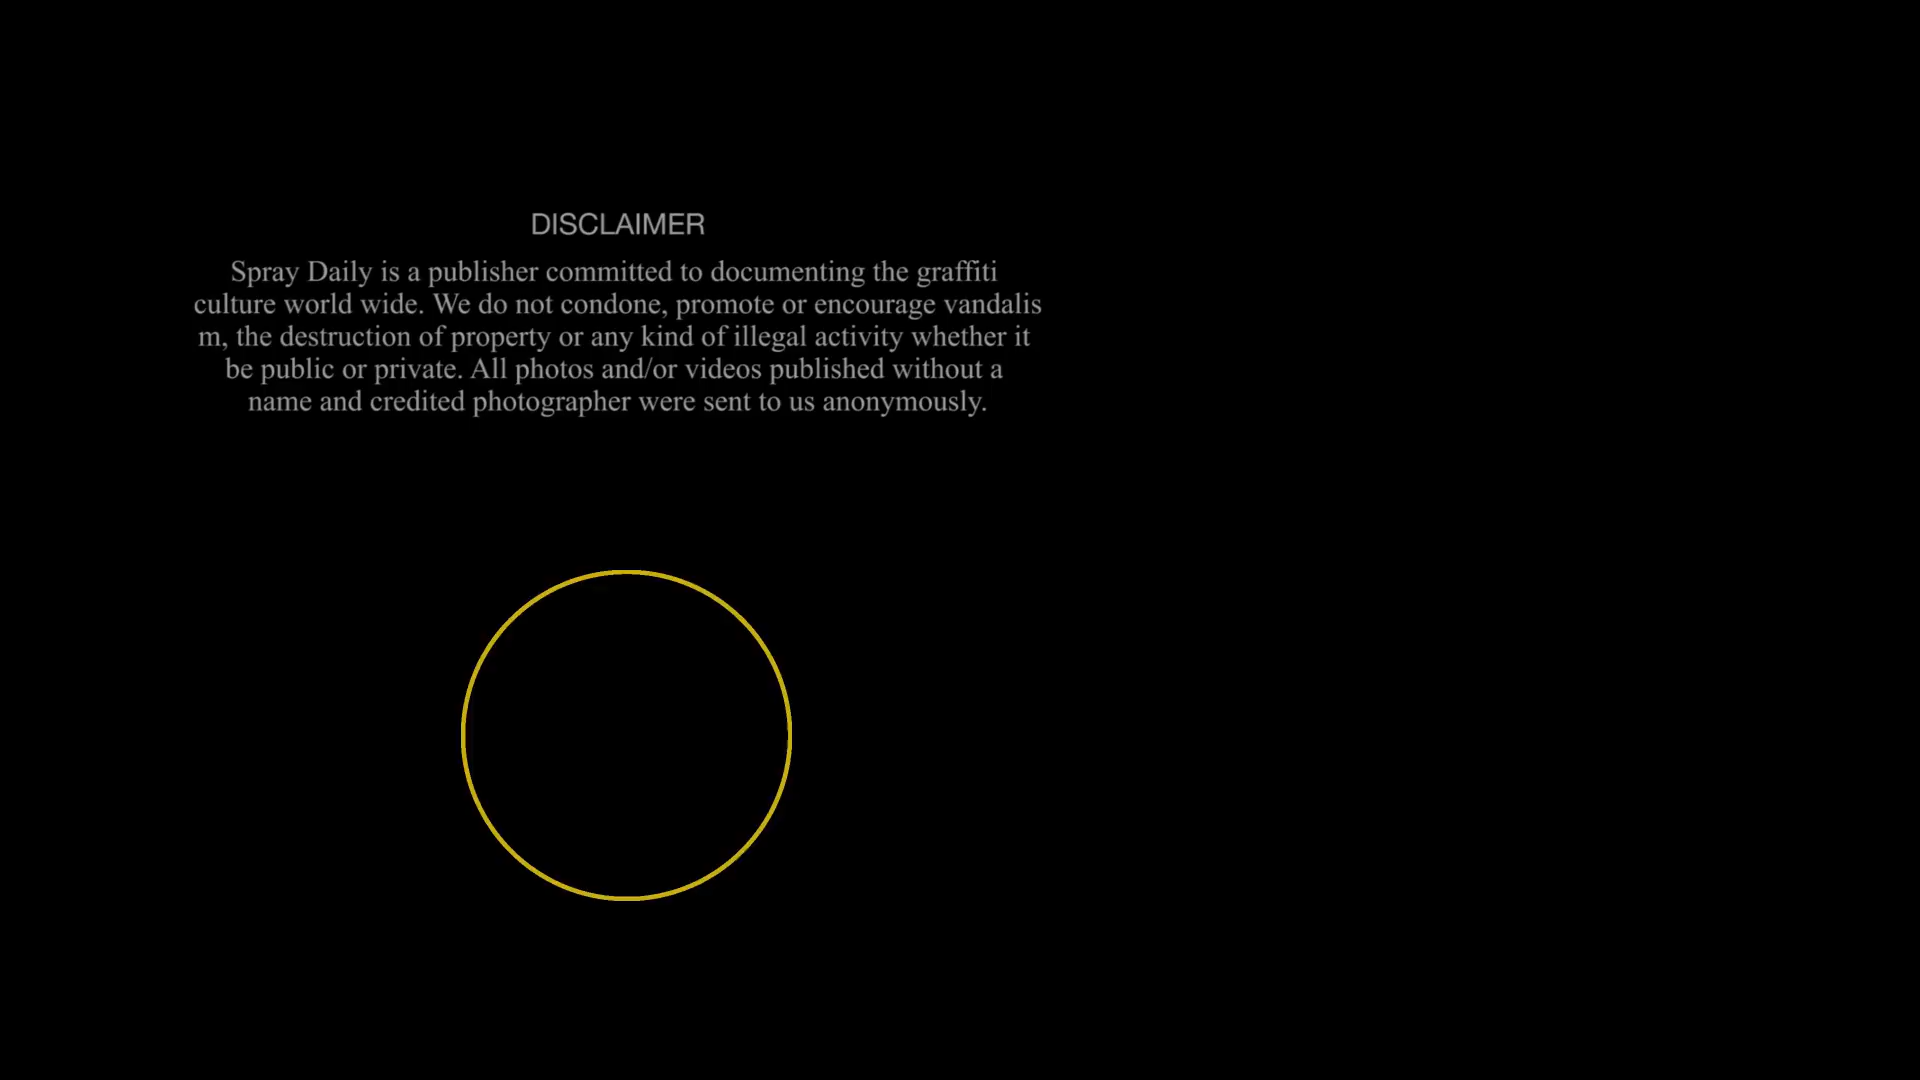 DISCLAIMER
Spray Daily is a publisher committed to documenting the graffiti
culture world wide. We do not condone, promote or encourage vandalis
m, the destruction of property or any kind of illegal activity whether it
be public or private. All photos and/or videos published without a
name and credited photographer were sent to us anonymously.